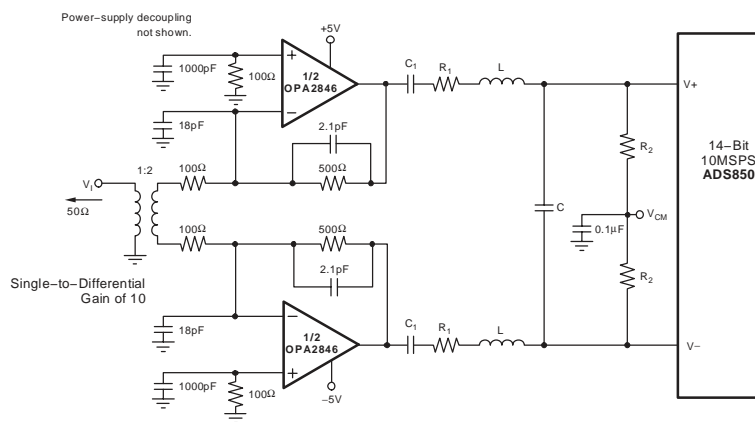 Power−supply decoupling
not shown.
+5V
1000pF
100Ω
+
1/2
OPA2846
−
C1
R1
L
18pF
2.1pF
500Ω
1:2
100Ω
VI
50Ω
100Ω
500Ω
2.1pF
Single−to−Differential
Gain of 10
18pF
−
1/2
OPA2846
+
1000pF
100Ω
−5V
C1
R1
L
C
R2
VCM
0.1μF
R2
V+
14−Bit
10MSPS
ADS850
V−